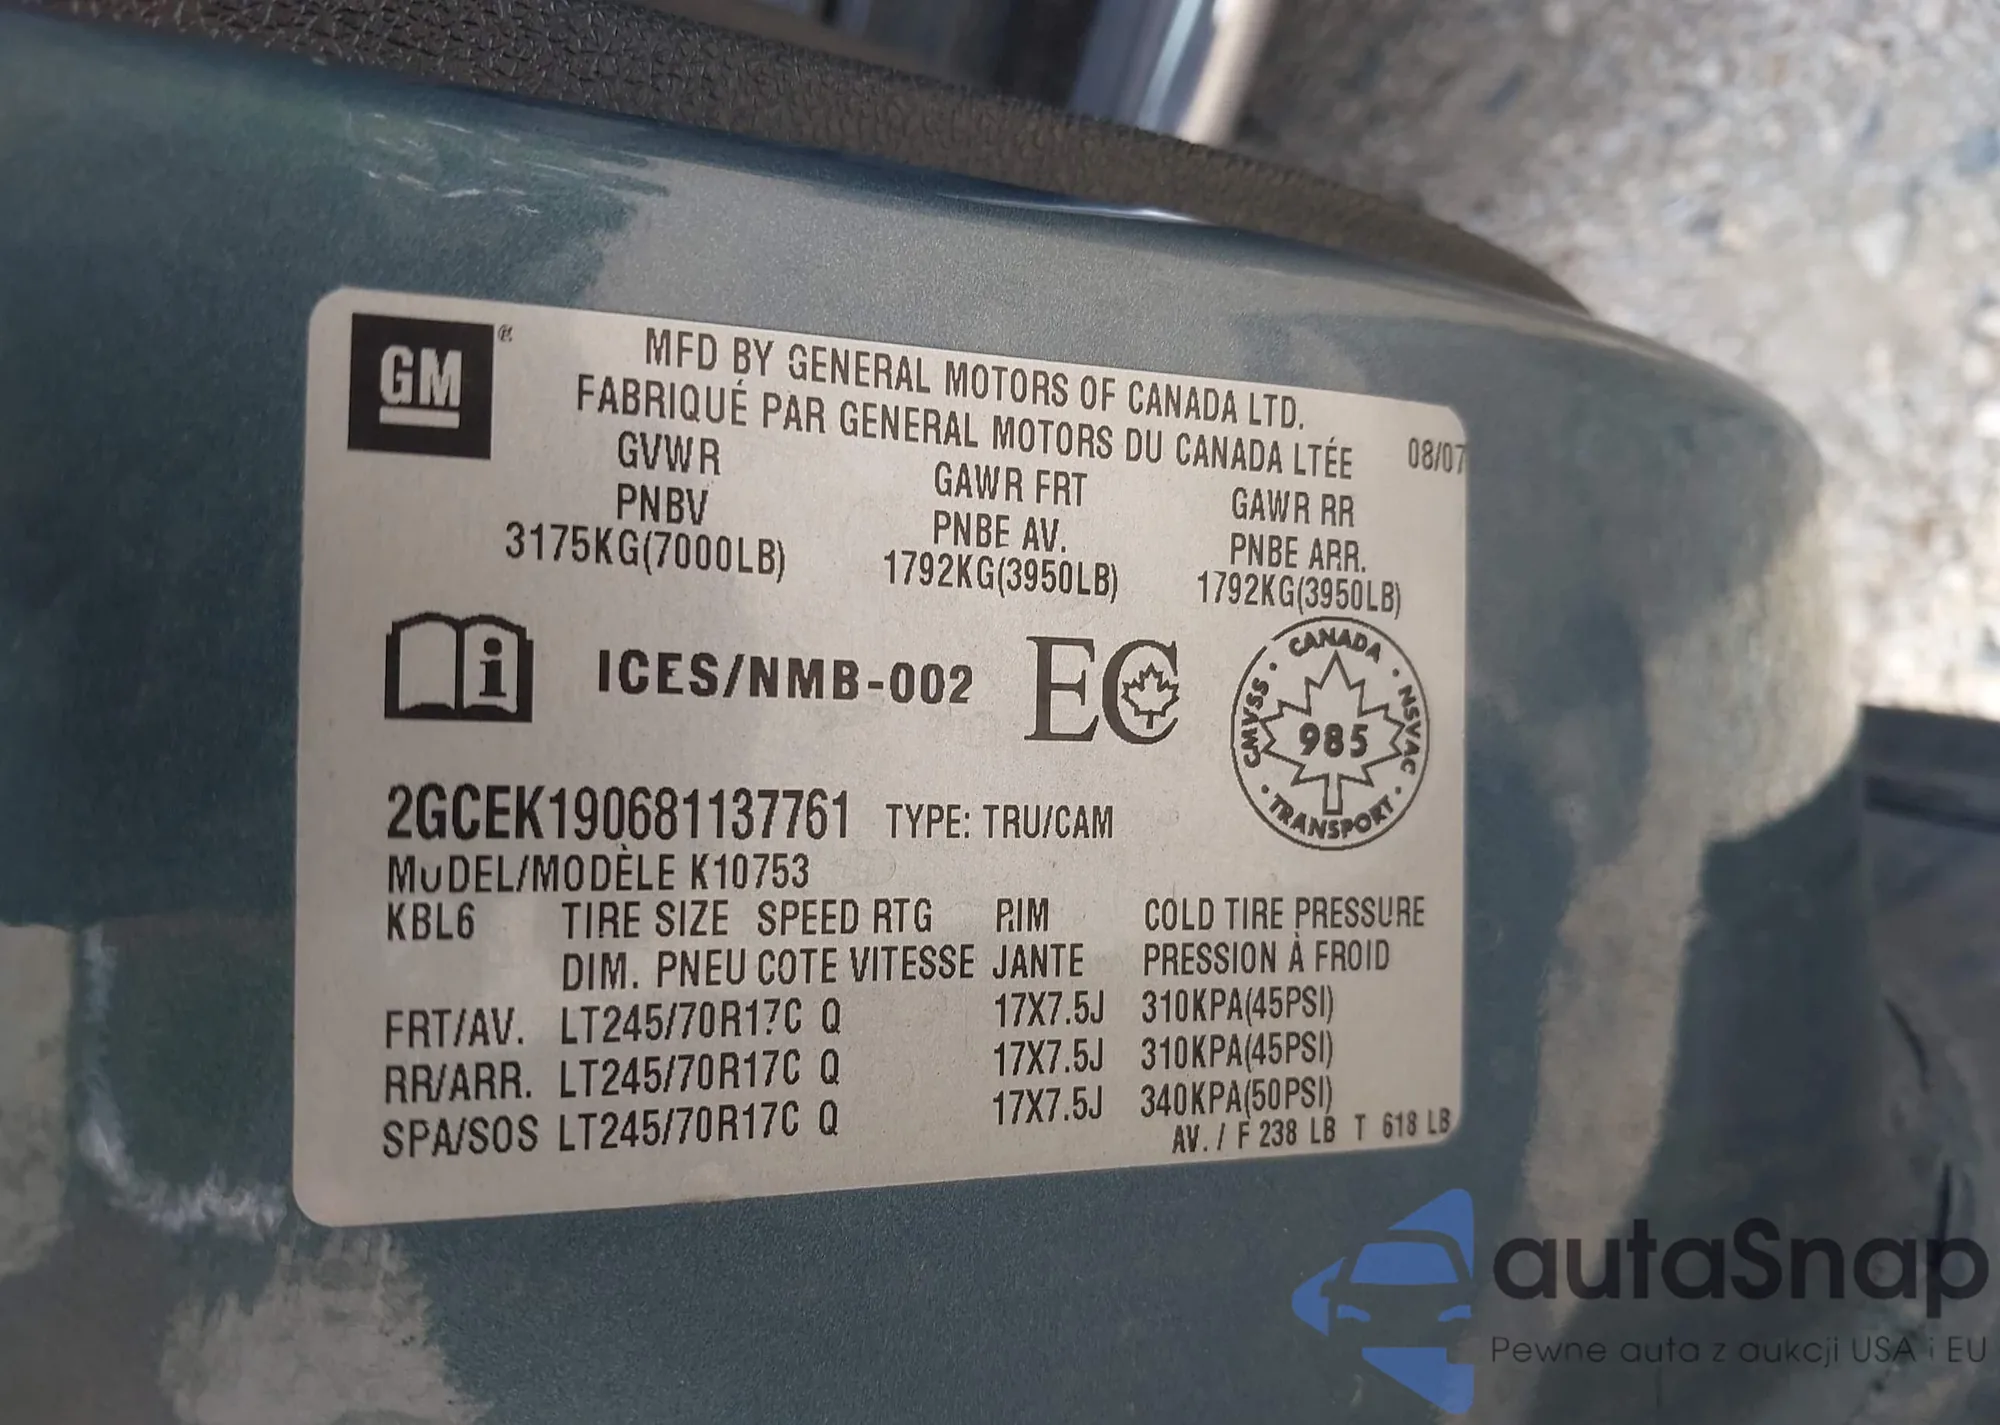 GM ®
MFD BY GENERAL MOTORS OF CANADA LTD.
FABRIQUÉ PAR GENERAL MOTORS DU CANADA LTÉE 08/07
GVWR GAWR FRT GAWR RR
PNBV PNBE AV. PNBE ARR.
3175KG(7000LB) 1792KG(3950LB) 1792KG(3950LB)
i ICES/NMB-002 EC
CANADA · NSVAC · TRANSPORT · CMVSS ·
985
2GCEK190681137761 TYPE: TRU/CAM
MODEL/MODÈLE K10753
KBL6 TIRE SIZE SPEED RTG RIM COLD TIRE PRESSURE
DIM. PNEU COTE VITESSE JANTE PRESSION À FROID
FRT/AV. LT245/70R17C Q 17X7.5J 310KPA(45PSI)
RR/ARR. LT245/70R17C Q 17X7.5J 310KPA(45PSI)
SPA/SOS LT245/70R17C Q 17X7.5J 340KPA(50PSI)
AV. / F 238 LB T 618 LB
autaSnap
Pewne auta z aukcji USA i EU